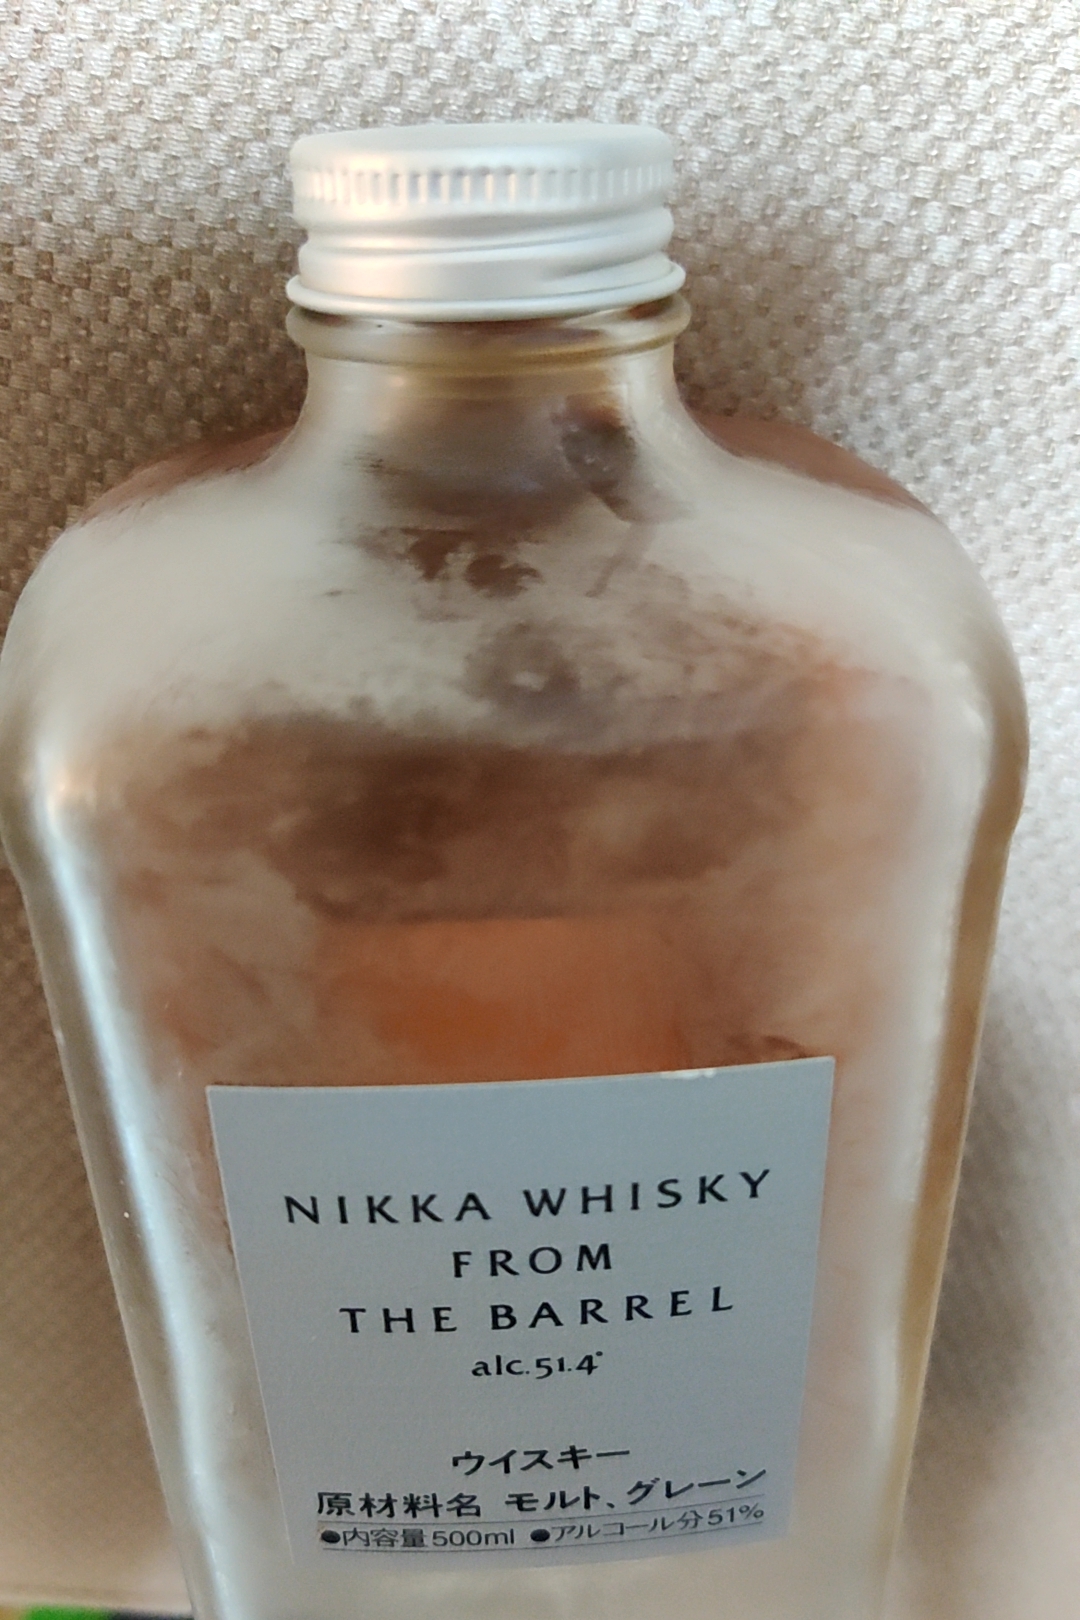 NIKKA WHISKY
FROM
THE BARREL
alc.51.4°
ウイスキー
原材料名 モルト、グレーン
●内容量500ml ●アルコール分51%